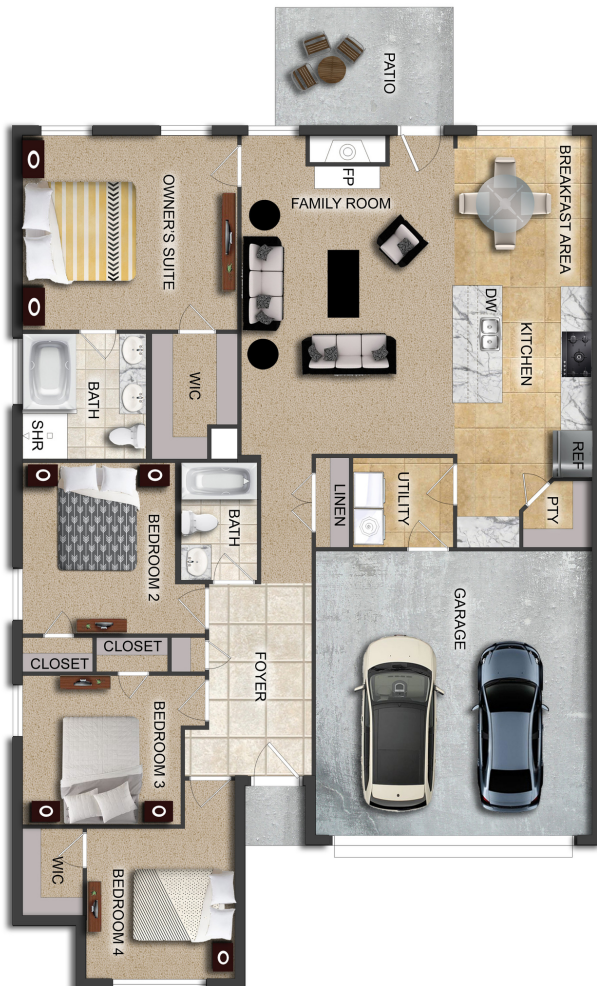 PATIO
BREAKFAST AREA
FP
FAMILY ROOM
OWNER'S SUITE
DW
KITCHEN
WIC
BATH
SHR
REF
LINEN
UTILITY
PTY
BATH
BEDROOM 2
GARAGE
CLOSET
CLOSET
FOYER
BEDROOM 3
WIC
BEDROOM 4